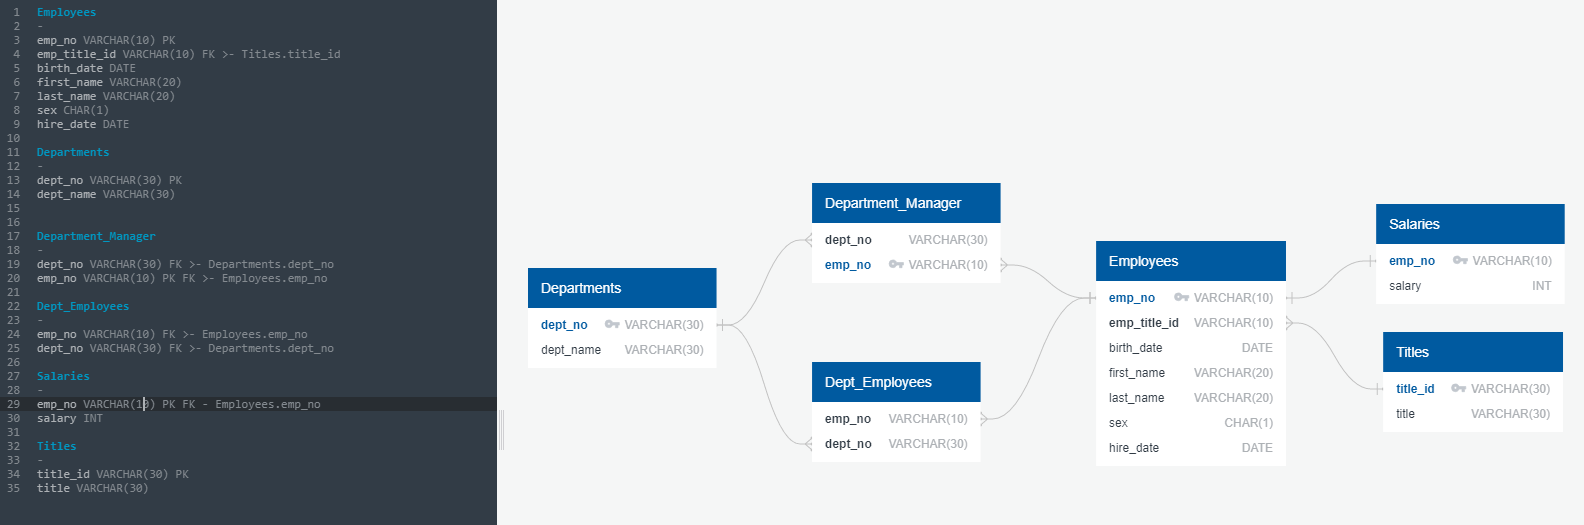 1 Employees
2 -
3 emp_no VARCHAR(10) PK
4 emp_title_id VARCHAR(10) FK >- Titles.title_id
5 birth_date DATE
6 first_name VARCHAR(20)
7 last_name VARCHAR(20)
8 sex CHAR(1)
9 hire_date DATE
10
11 Departments
12 -
13 dept_no VARCHAR(30) PK
14 dept_name VARCHAR(30)
15
16
17 Department_Manager
18 -
19 dept_no VARCHAR(30) FK >- Departments.dept_no
20 emp_no VARCHAR(10) PK FK >- Employees.emp_no
21
22 Dept_Employees
23 -
24 emp_no VARCHAR(10) FK >- Employees.emp_no
25 dept_no VARCHAR(30) FK >- Departments.dept_no
26
27 Salaries
28 -
29 emp_no VARCHAR(10) PK FK - Employees.emp_no
30 salary INT
31
32 Titles
33 -
34 title_id VARCHAR(30) PK
35 title VARCHAR(30)
Departments
dept_no VARCHAR(30)
dept_name VARCHAR(30)
Department_Manager
dept_no VARCHAR(30)
emp_no VARCHAR(10)
Dept_Employees
emp_no VARCHAR(10)
dept_no VARCHAR(30)
Employees
emp_no VARCHAR(10)
emp_title_id VARCHAR(10)
birth_date DATE
first_name VARCHAR(20)
last_name VARCHAR(20)
sex CHAR(1)
hire_date DATE
Salaries
emp_no VARCHAR(10)
salary INT
Titles
title_id VARCHAR(30)
title VARCHAR(30)